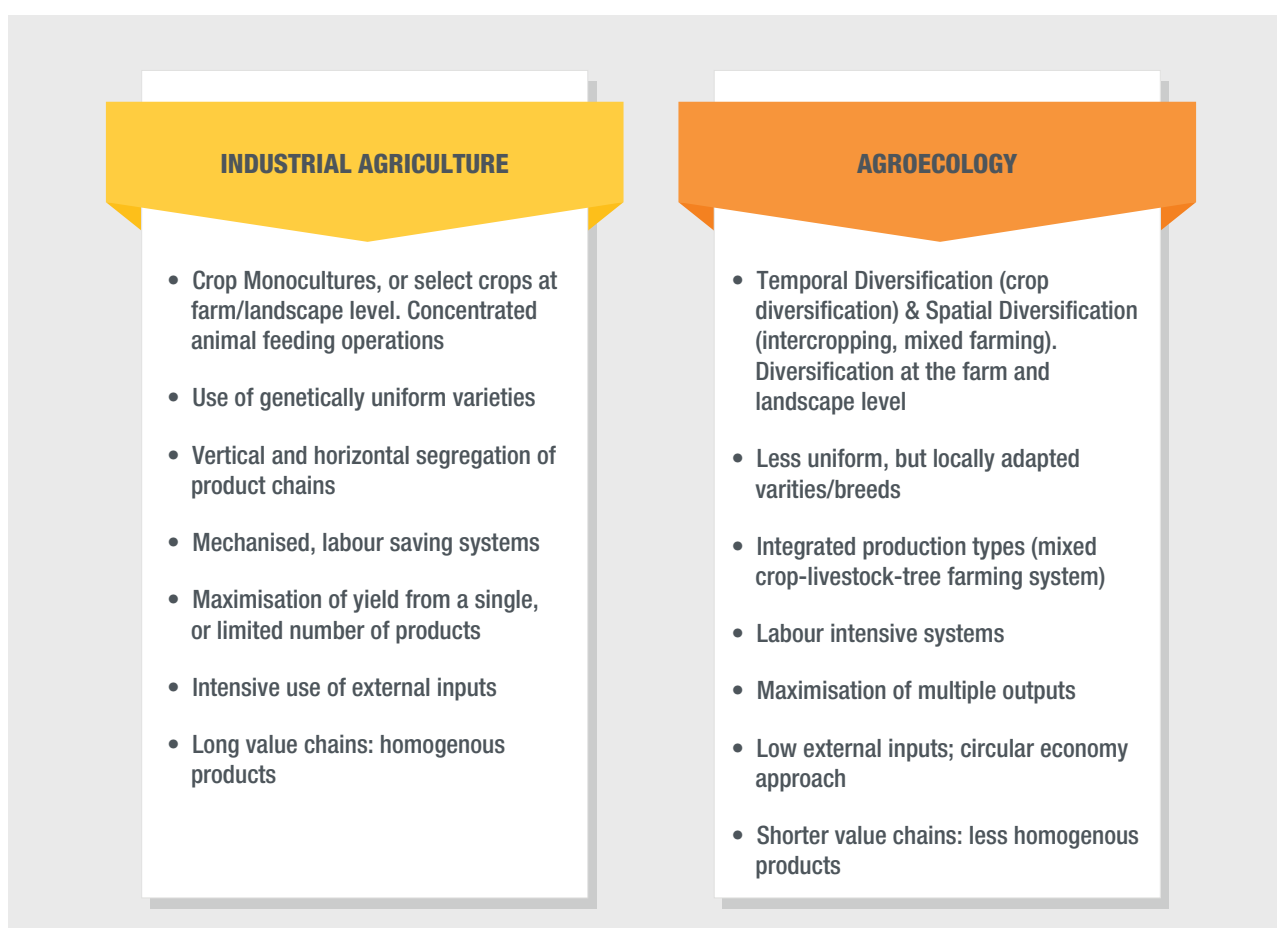 INDUSTRIAL AGRICULTURE
• Crop Monocultures, or select crops at
farm/landscape level. Concentrated
animal feeding operations
• Use of genetically uniform varieties
• Vertical and horizontal segregation of
product chains
• Mechanised, labour saving systems
• Maximisation of yield from a single,
or limited number of products
• Intensive use of external inputs
• Long value chains: homogenous
products
AGROECOLOGY
• Temporal Diversification (crop
diversification) & Spatial Diversification
(intercropping, mixed farming).
Diversification at the farm and
landscape level
• Less uniform, but locally adapted
varities/breeds
• Integrated production types (mixed
crop-livestock-tree farming system)
• Labour intensive systems
• Maximisation of multiple outputs
• Low external inputs; circular economy
approach
• Shorter value chains: less homogenous
products